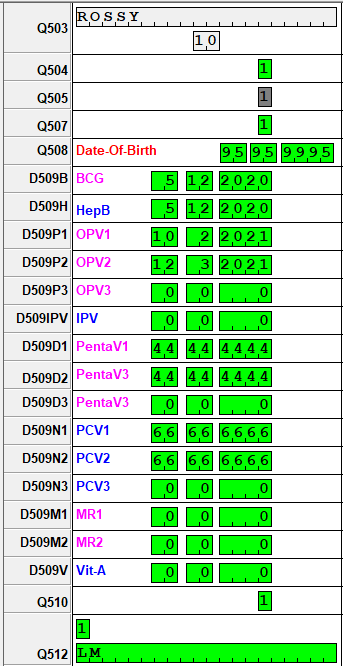 Q503 ROSSY
10
Q504 1
Q505 1
Q507 1
Q508 Date-Of-Birth 95 95 9995
D509B BCG 5 12 2020
D509H HepB 5 12 2020
D509P1 OPV1 10 2 2021
D509P2 OPV2 12 3 2021
D509P3 OPV3 0 0 0
D509IPV IPV 0 0 0
D509D1 PentaV1 44 44 4444
D509D2 PentaV3 44 44 4444
D509D3 PentaV3 0 0 0
D509N1 PCV1 66 66 6666
D509N2 PCV2 66 66 6666
D509N3 PCV3 0 0 0
D509M1 MR1 0 0 0
D509M2 MR2 0 0 0
D509V Vit-A 0 0 0
Q510 1
1
Q512 LM